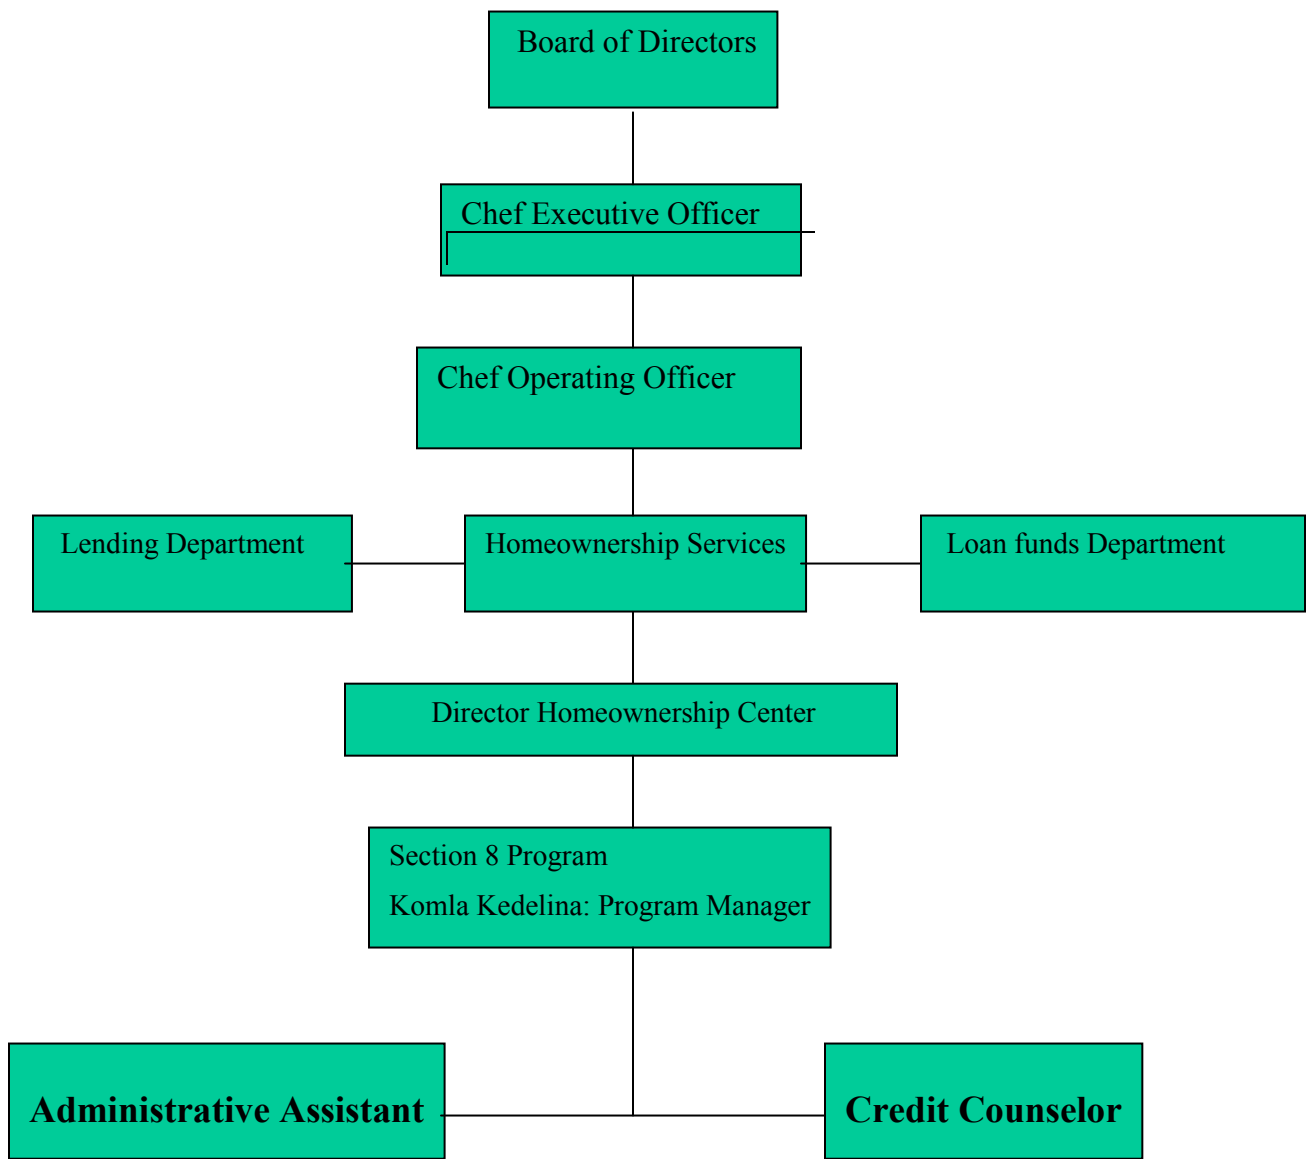 Board of Directors
Chef Executive Officer
Chef Operating Officer
Lending Department
Homeownership Services
Loan funds Department
Director Homeownership Center
Section 8 Program
Komla Kedelina: Program Manager
Administrative Assistant
Credit Counselor